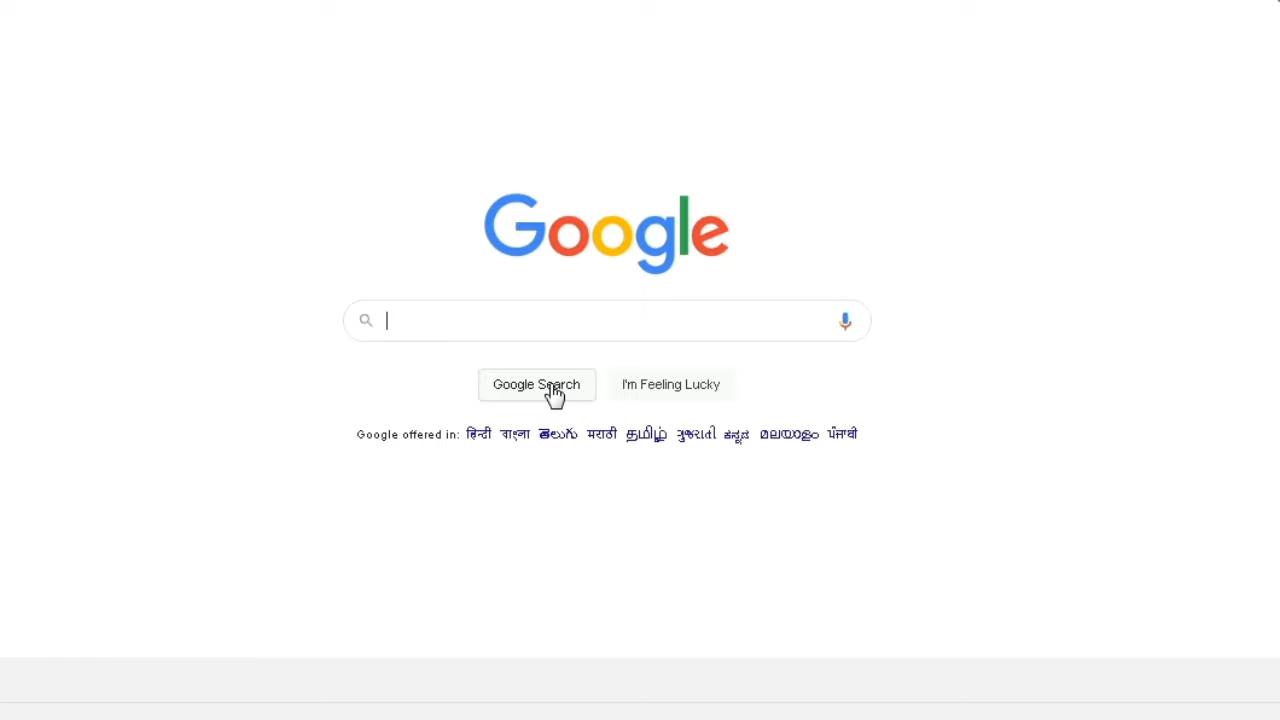 Google
Google Search
I'm Feeling Lucky
Google offered in: हिन्दी বাংলা తెలుగు मराठी தமிழ் ગુજરાતી ಕನ್ನಡ മലയാളം ਪੰਜਾਬੀ